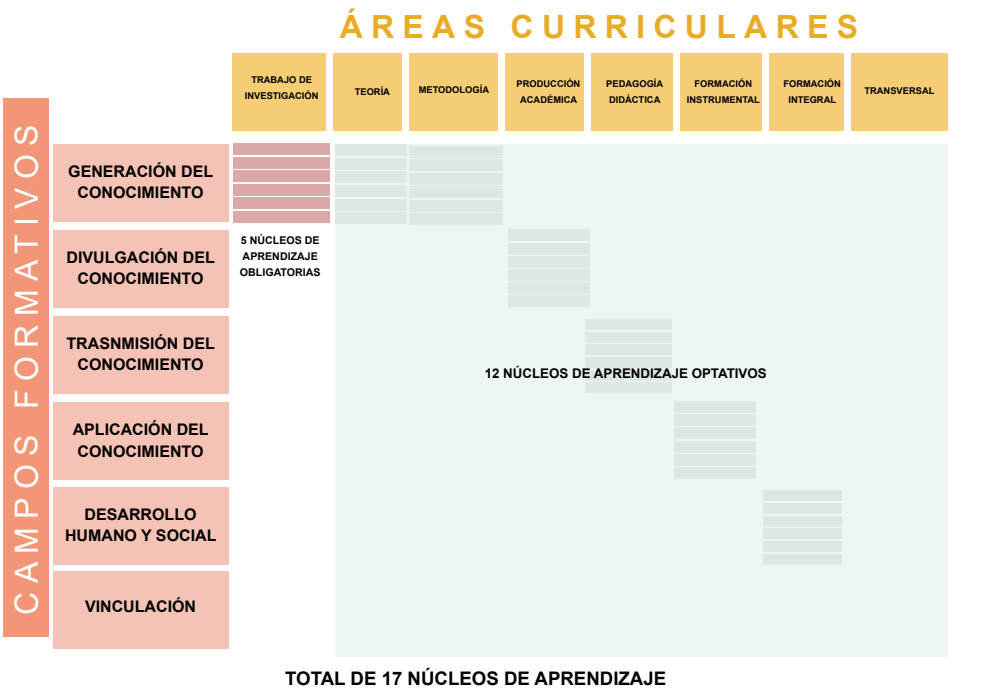 ÁREAS CURRICULARES
TRABAJO DE
INVESTIGACIÓN
TEORÍA
METODOLOGÍA
PRODUCCIÓN
ACADÉMICA
PEDAGOGÍA
DIDÁCTICA
FORMACIÓN
INSTRUMENTAL
FORMACIÓN
INTEGRAL
TRANSVERSAL
CAMPOS FORMATIVOS
GENERACIÓN DEL
CONOCIMIENTO
5 NÚCLEOS DE
APRENDIZAJE
OBLIGATORIAS
DIVULGACIÓN DEL
CONOCIMIENTO
TRASNMISIÓN DEL
CONOCIMIENTO
12 NÚCLEOS DE APRENDIZAJE OPTATIVOS
APLICACIÓN DEL
CONOCIMIENTO
DESARROLLO
HUMANO Y SOCIAL
VINCULACIÓN
TOTAL DE 17 NÚCLEOS DE APRENDIZAJE